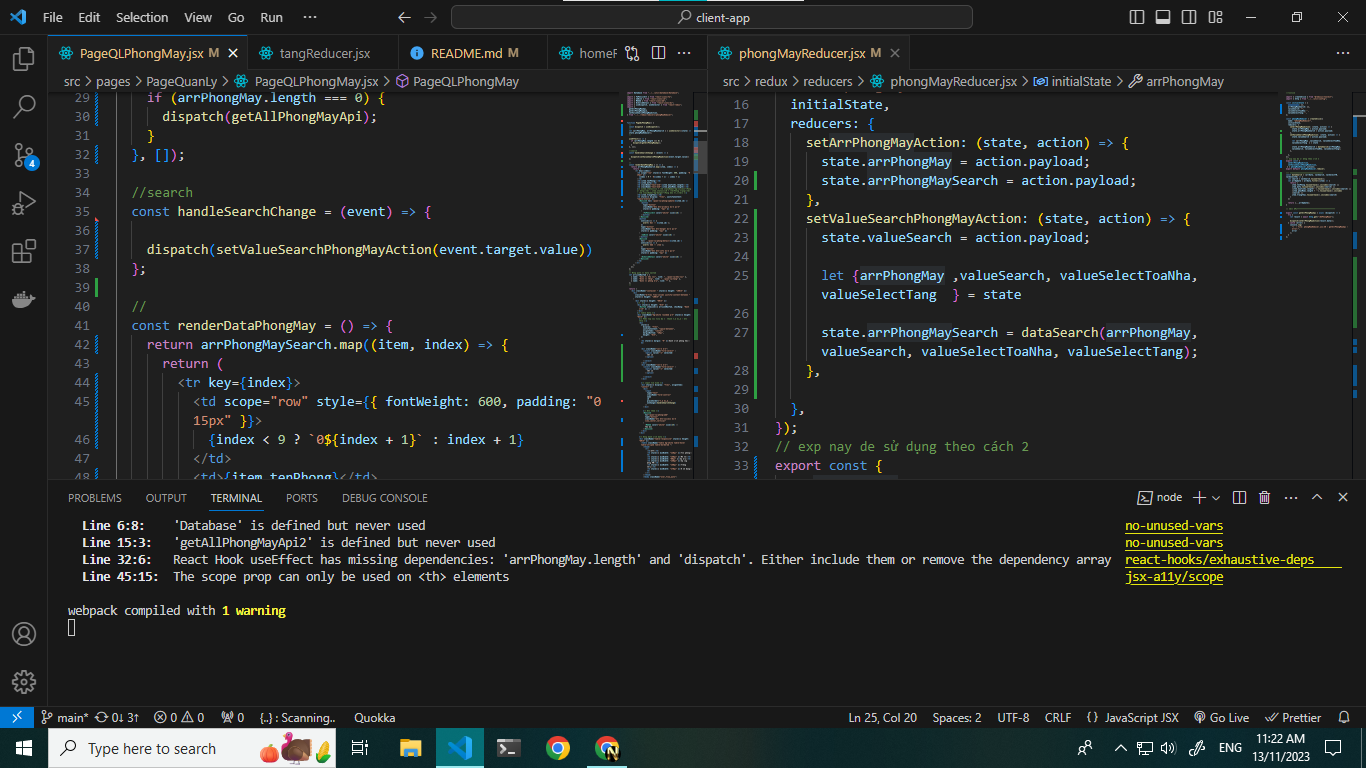 File Edit Selection View Go Run ···
client-app
PageQLPhongMay.jsx M
tangReducer.jsx
README.md M
homeF
phongMayReducer.jsx M
src > pages > PageQuanLy > PageQLPhongMay.jsx > PageQLPhongMay
29 if (arrPhongMay.length === 0) {
30 dispatch(getAllPhongMayApi);
31 }
32 }, []);
33
34 //search
35 const handleSearchChange = (event) => {
36
37 dispatch(setValueSearchPhongMayAction(event.target.value))
38 };
39
40 //
41 const renderDataPhongMay = () => {
42 return arrPhongMaySearch.map((item, index) => {
43 return (
44 <tr key={index}>
45 <td scope="row" style={{ fontWeight: 600, padding: "0
15px" }}>
46 {index < 9 ? `0${index + 1}` : index + 1}
47 </td>
48 <td>{item.tenPhong}</td>
src > redux > reducers > phongMayReducer.jsx > initialState > arrPhongMay
16 initialState,
17 reducers: {
18 setArrPhongMayAction: (state, action) => {
19 state.arrPhongMay = action.payload;
20 state.arrPhongMaySearch = action.payload;
21 },
22 setValueSearchPhongMayAction: (state, action) => {
23 state.valueSearch = action.payload;
24
25 let {arrPhongMay ,valueSearch, valueSelectToaNha,
valueSelectTang } = state
26
27 state.arrPhongMaySearch = dataSearch(arrPhongMay,
valueSearch, valueSelectToaNha, valueSelectTang);
28 },
29
30 },
31 });
32 // exp nay de sử dụng theo cách 2
33 export const {
PROBLEMS OUTPUT TERMINAL PORTS DEBUG CONSOLE
node
Line 6:8: 'Database' is defined but never used no-unused-vars
Line 15:3: 'getAllPhongMayApi2' is defined but never used no-unused-vars
Line 32:6: React Hook useEffect has missing dependencies: 'arrPhongMay.length' and 'dispatch'. Either include them or remove the dependency array react-hooks/exhaustive-deps
Line 45:15: The scope prop can only be used on <th> elements jsx-a11y/scope
webpack compiled with 1 warning
4
main* 0↓ 3↑ 0 0 0 {..} : Scanning.. Quokka
Ln 25, Col 20 Spaces: 2 UTF-8 CRLF {} JavaScript JSX Go Live Prettier
Type here to search
ENG
11:22 AM
13/11/2023